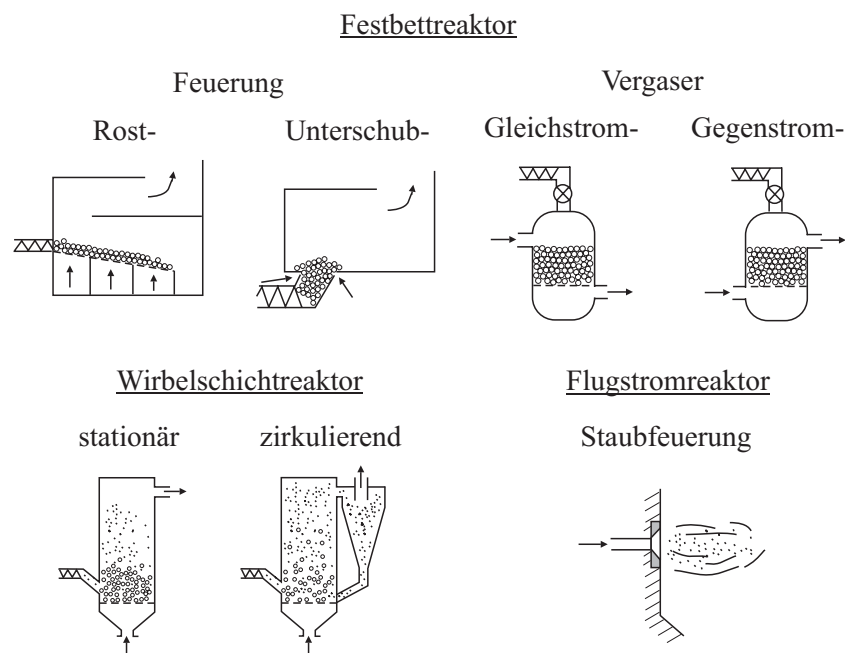 Festbettreaktor
Feuerung
Vergaser
Rost-
Unterschub-
Gleichstrom-
Gegenstrom-
Wirbelschichtreaktor
Flugstromreaktor
stationär
zirkulierend
Staubfeuerung